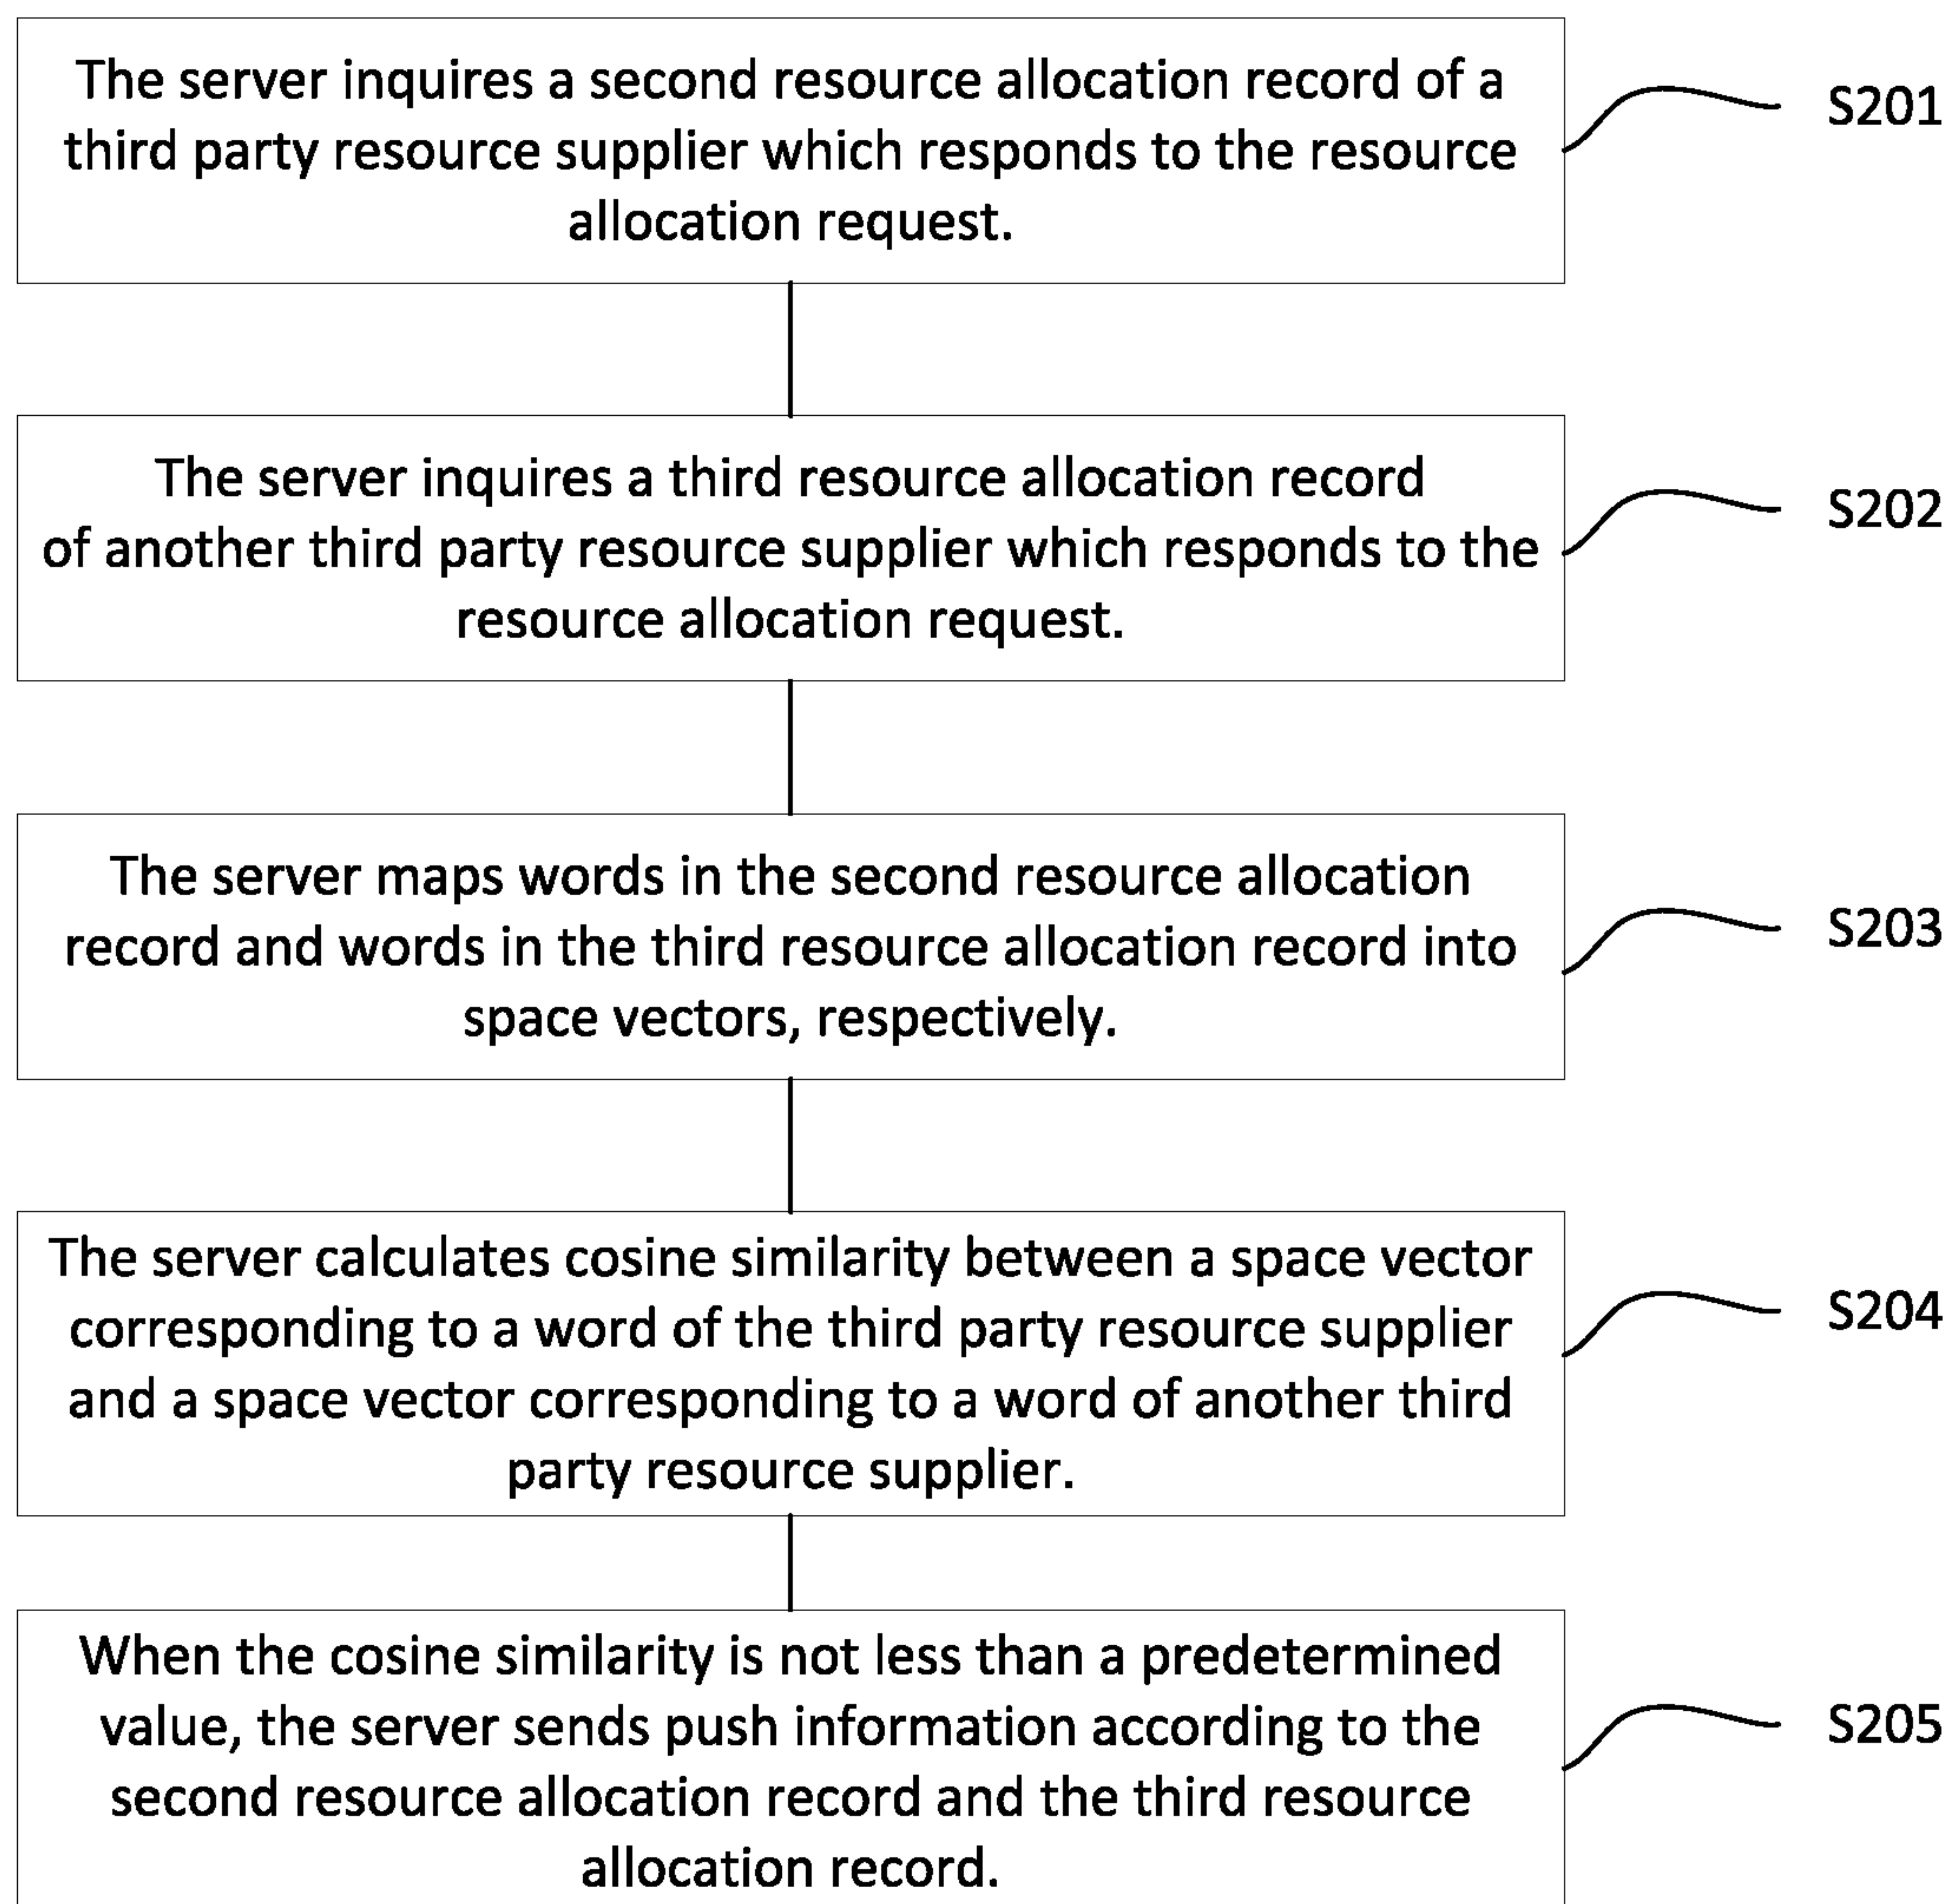 The server inquires a second resource allocation record of a
third party resource supplier which responds to the resource
allocation request.
S201
The server inquires a third resource allocation record
of another third party resource supplier which responds to the
resource allocation request.
S202
The server maps words in the second resource allocation
record and words in the third resource allocation record into
space vectors, respectively.
S203
The server calculates cosine similarity between a space vector
corresponding to a word of the third party resource supplier
and a space vector corresponding to a word of another third
party resource supplier.
S204
When the cosine similarity is not less than a predetermined
value, the server sends push information according to the
second resource allocation record and the third resource
allocation record.
S205